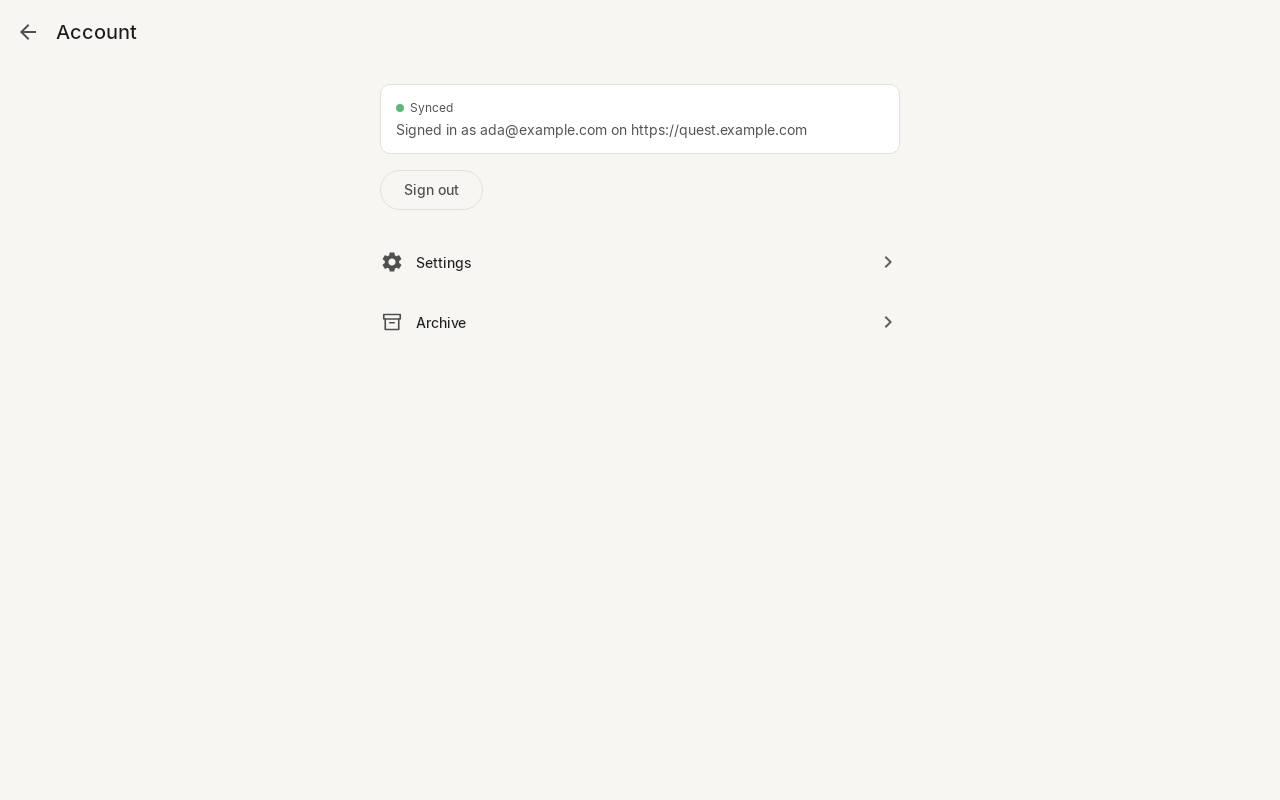 Account
Synced
Signed in as ada@example.com on https://quest.example.com
Sign out
Settings
Archive